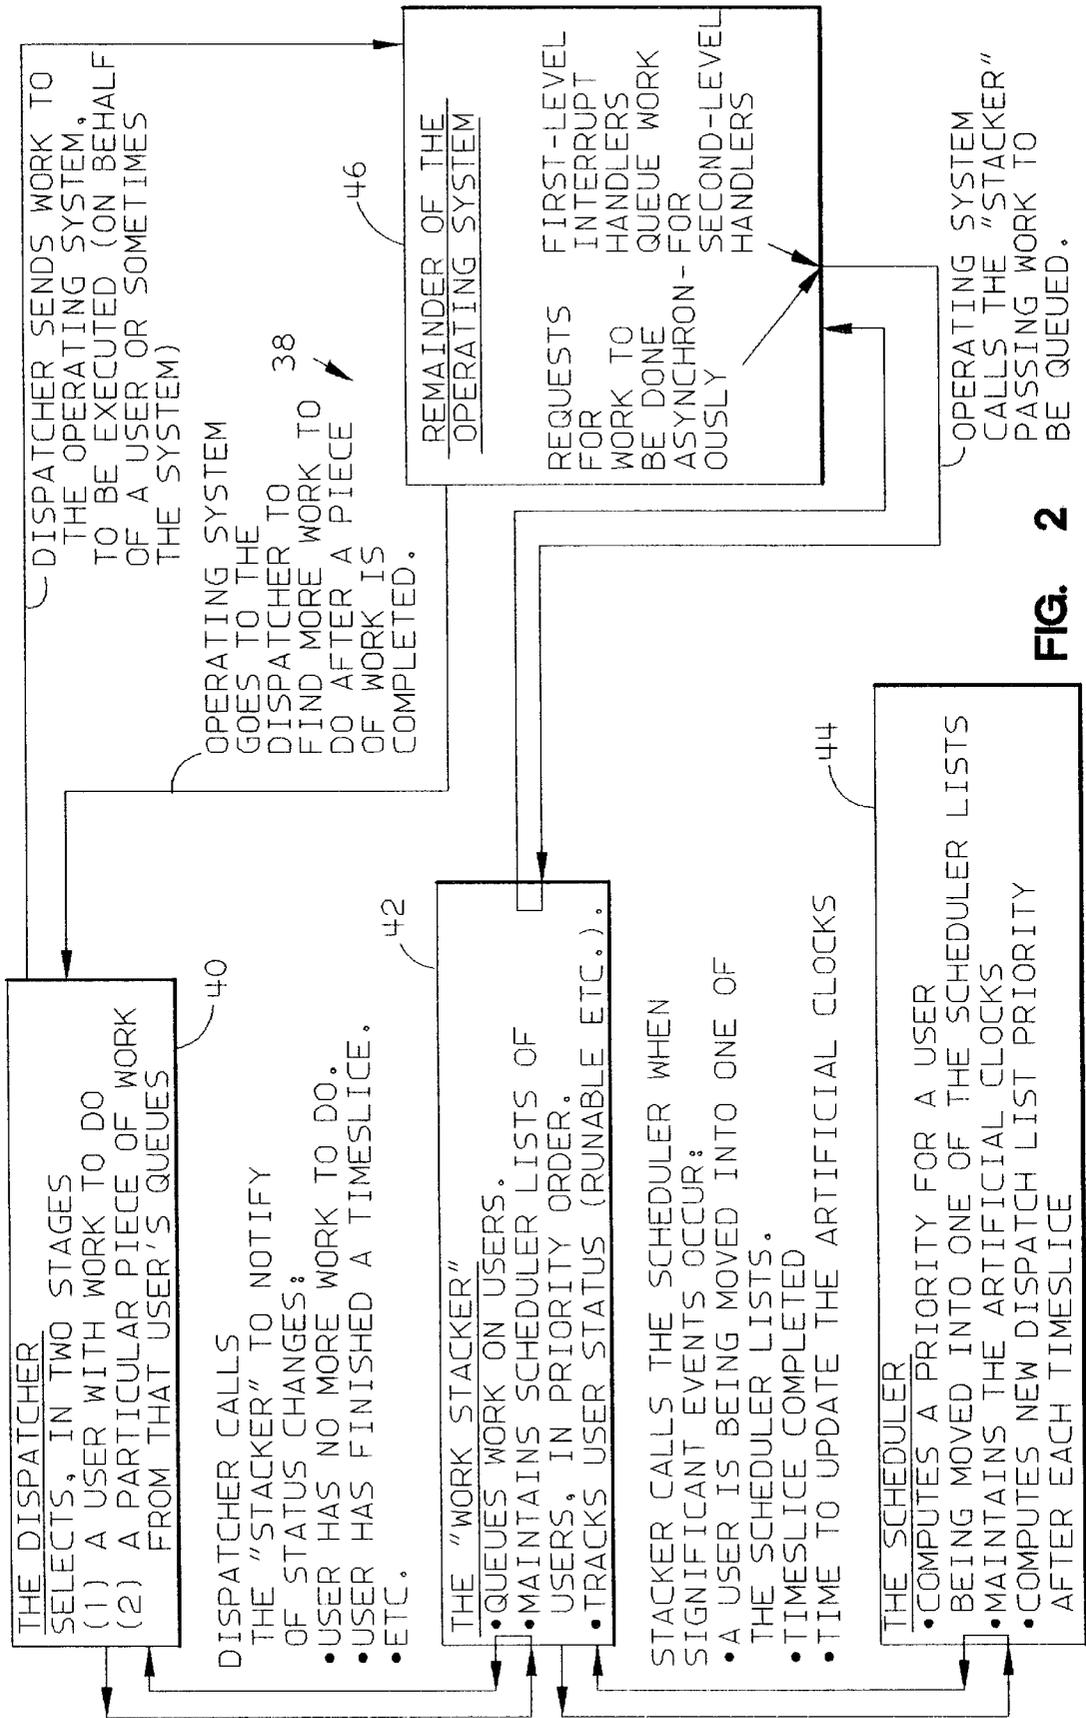 THE DISPATCHER
SELECTS, IN TWO STAGES
(1) A USER WITH WORK TO DO
(2) A PARTICULAR PIECE OF WORK
FROM THAT USER'S QUEUES
40
DISPATCHER SENDS WORK TO
THE OPERATING SYSTEM,
TO BE EXECUTED (ON BEHALF
OF A USER OR SOMETIMES
THE SYSTEM)
OPERATING SYSTEM
GOES TO THE
DISPATCHER TO
FIND MORE WORK TO
DO AFTER A PIECE
OF WORK IS
COMPLETED.
38
DISPATCHER CALLS
THE "STACKER" TO NOTIFY
OF STATUS CHANGES:
•USER HAS NO MORE WORK TO DO.
•USER HAS FINISHED A TIMESLICE.
•ETC.
42
THE "WORK STACKER"
•QUEUES WORK ON USERS.
•MAINTAINS SCHEDULER LISTS OF
USERS, IN PRIORITY ORDER.
•TRACKS USER STATUS (RUNABLE ETC.).
46
REMAINDER OF THE
OPERATING SYSTEM
REQUESTS
FOR
WORK TO
BE DONE
ASYNCHRON-
OUSLY
FIRST-LEVEL
INTERRUPT
HANDLERS
QUEUE WORK
FOR
SECOND-LEVEL
HANDLERS
STACKER CALLS THE SCHEDULER WHEN
SIGNIFICANT EVENTS OCCUR:
• A USER IS BEING MOVED INTO ONE OF
THE SCHEDULER LISTS.
•TIMESLICE COMPLETED
•TIME TO UPDATE THE ARTIFICIAL CLOCKS
44
OPERATING SYSTEM
CALLS THE "STACKER"
PASSING WORK TO
BE QUEUED.
THE SCHEDULER
•COMPUTES A PRIORITY FOR A USER
BEING MOVED INTO ONE OF THE SCHEDULER LISTS
•MAINTAINS THE ARTIFICIAL CLOCKS
•COMPUTES NEW DISPATCH LIST PRIORITY
AFTER EACH TIMESLICE
FIG. 2